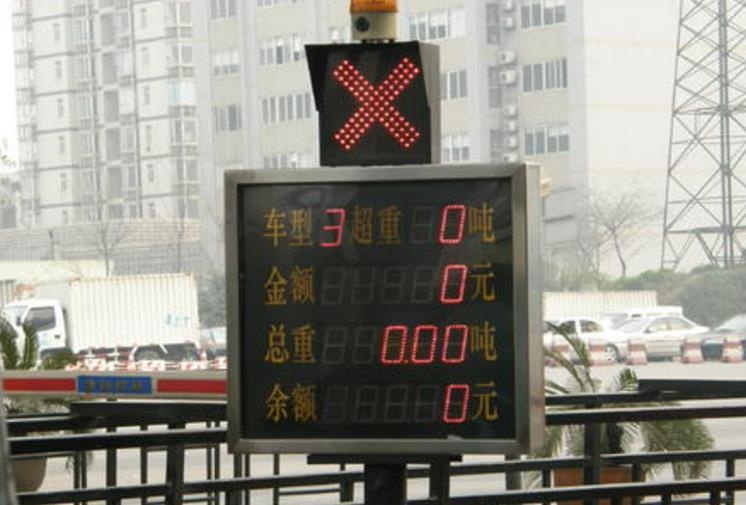 车型 3 超重 0 吨
金额 0 元
总重 0.00 吨
余额 0 元